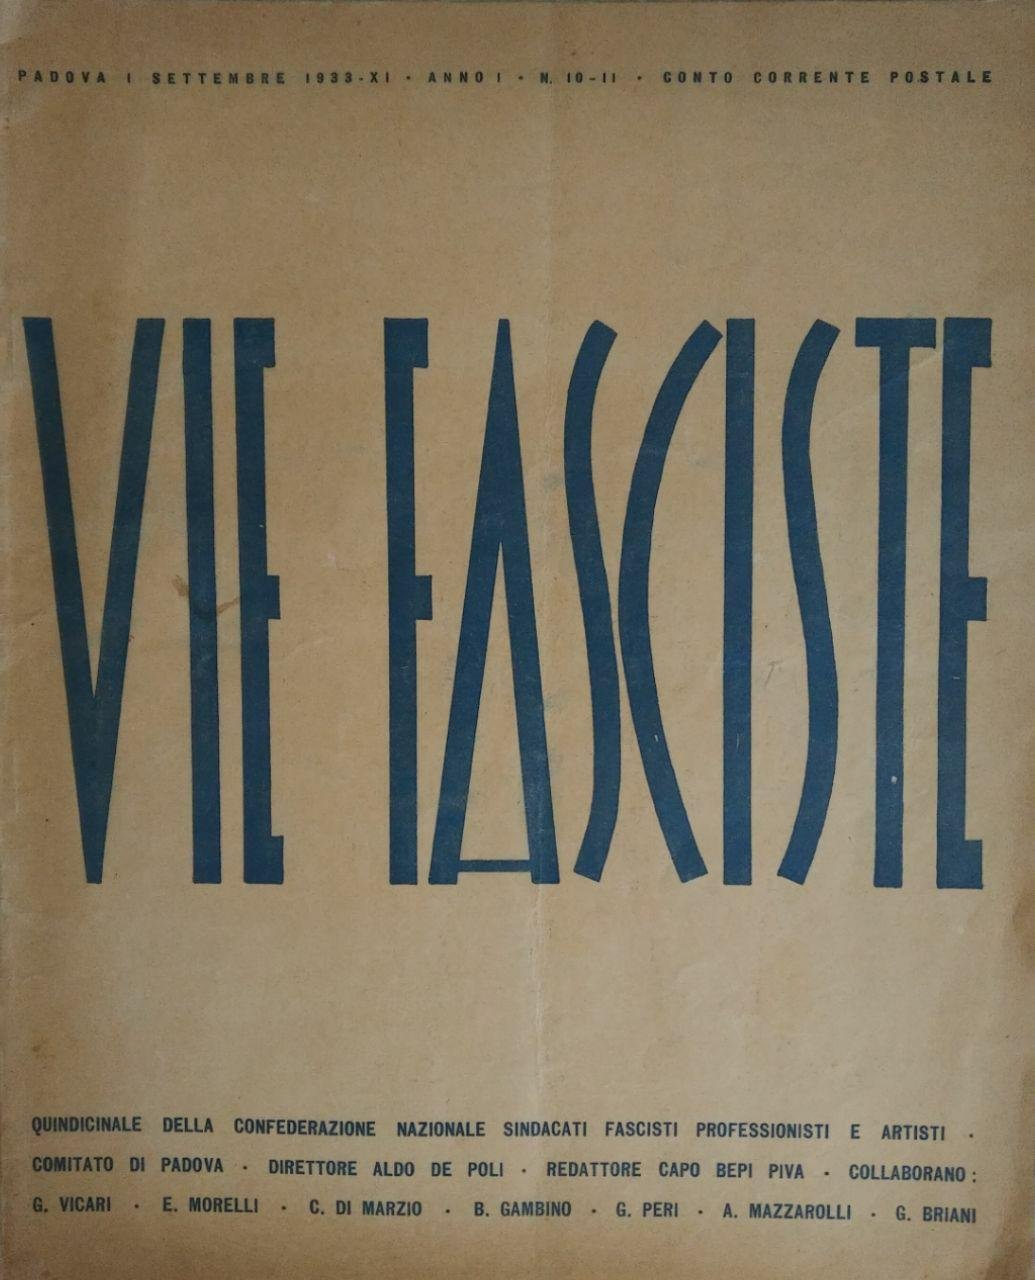 PADOVA 1 SETTEMBRE 1933-XI · ANNO I · N. 10-11 · CONTO CORRENTE POSTALE
VIE FASCISTE
QUINDICINALE DELLA CONFEDERAZIONE NAZIONALE SINDACATI FASCISTI PROFESSIONISTI E ARTISTI ·
COMITATO DI PADOVA · DIRETTORE ALDO DE POLI · REDATTORE CAPO BEPI PIVA · COLLABORANO:
G. VICARI · E. MORELLI · C. DI MARZIO · B. GAMBINO · G. PERI · A. MAZZAROLLI · G. BRIANI